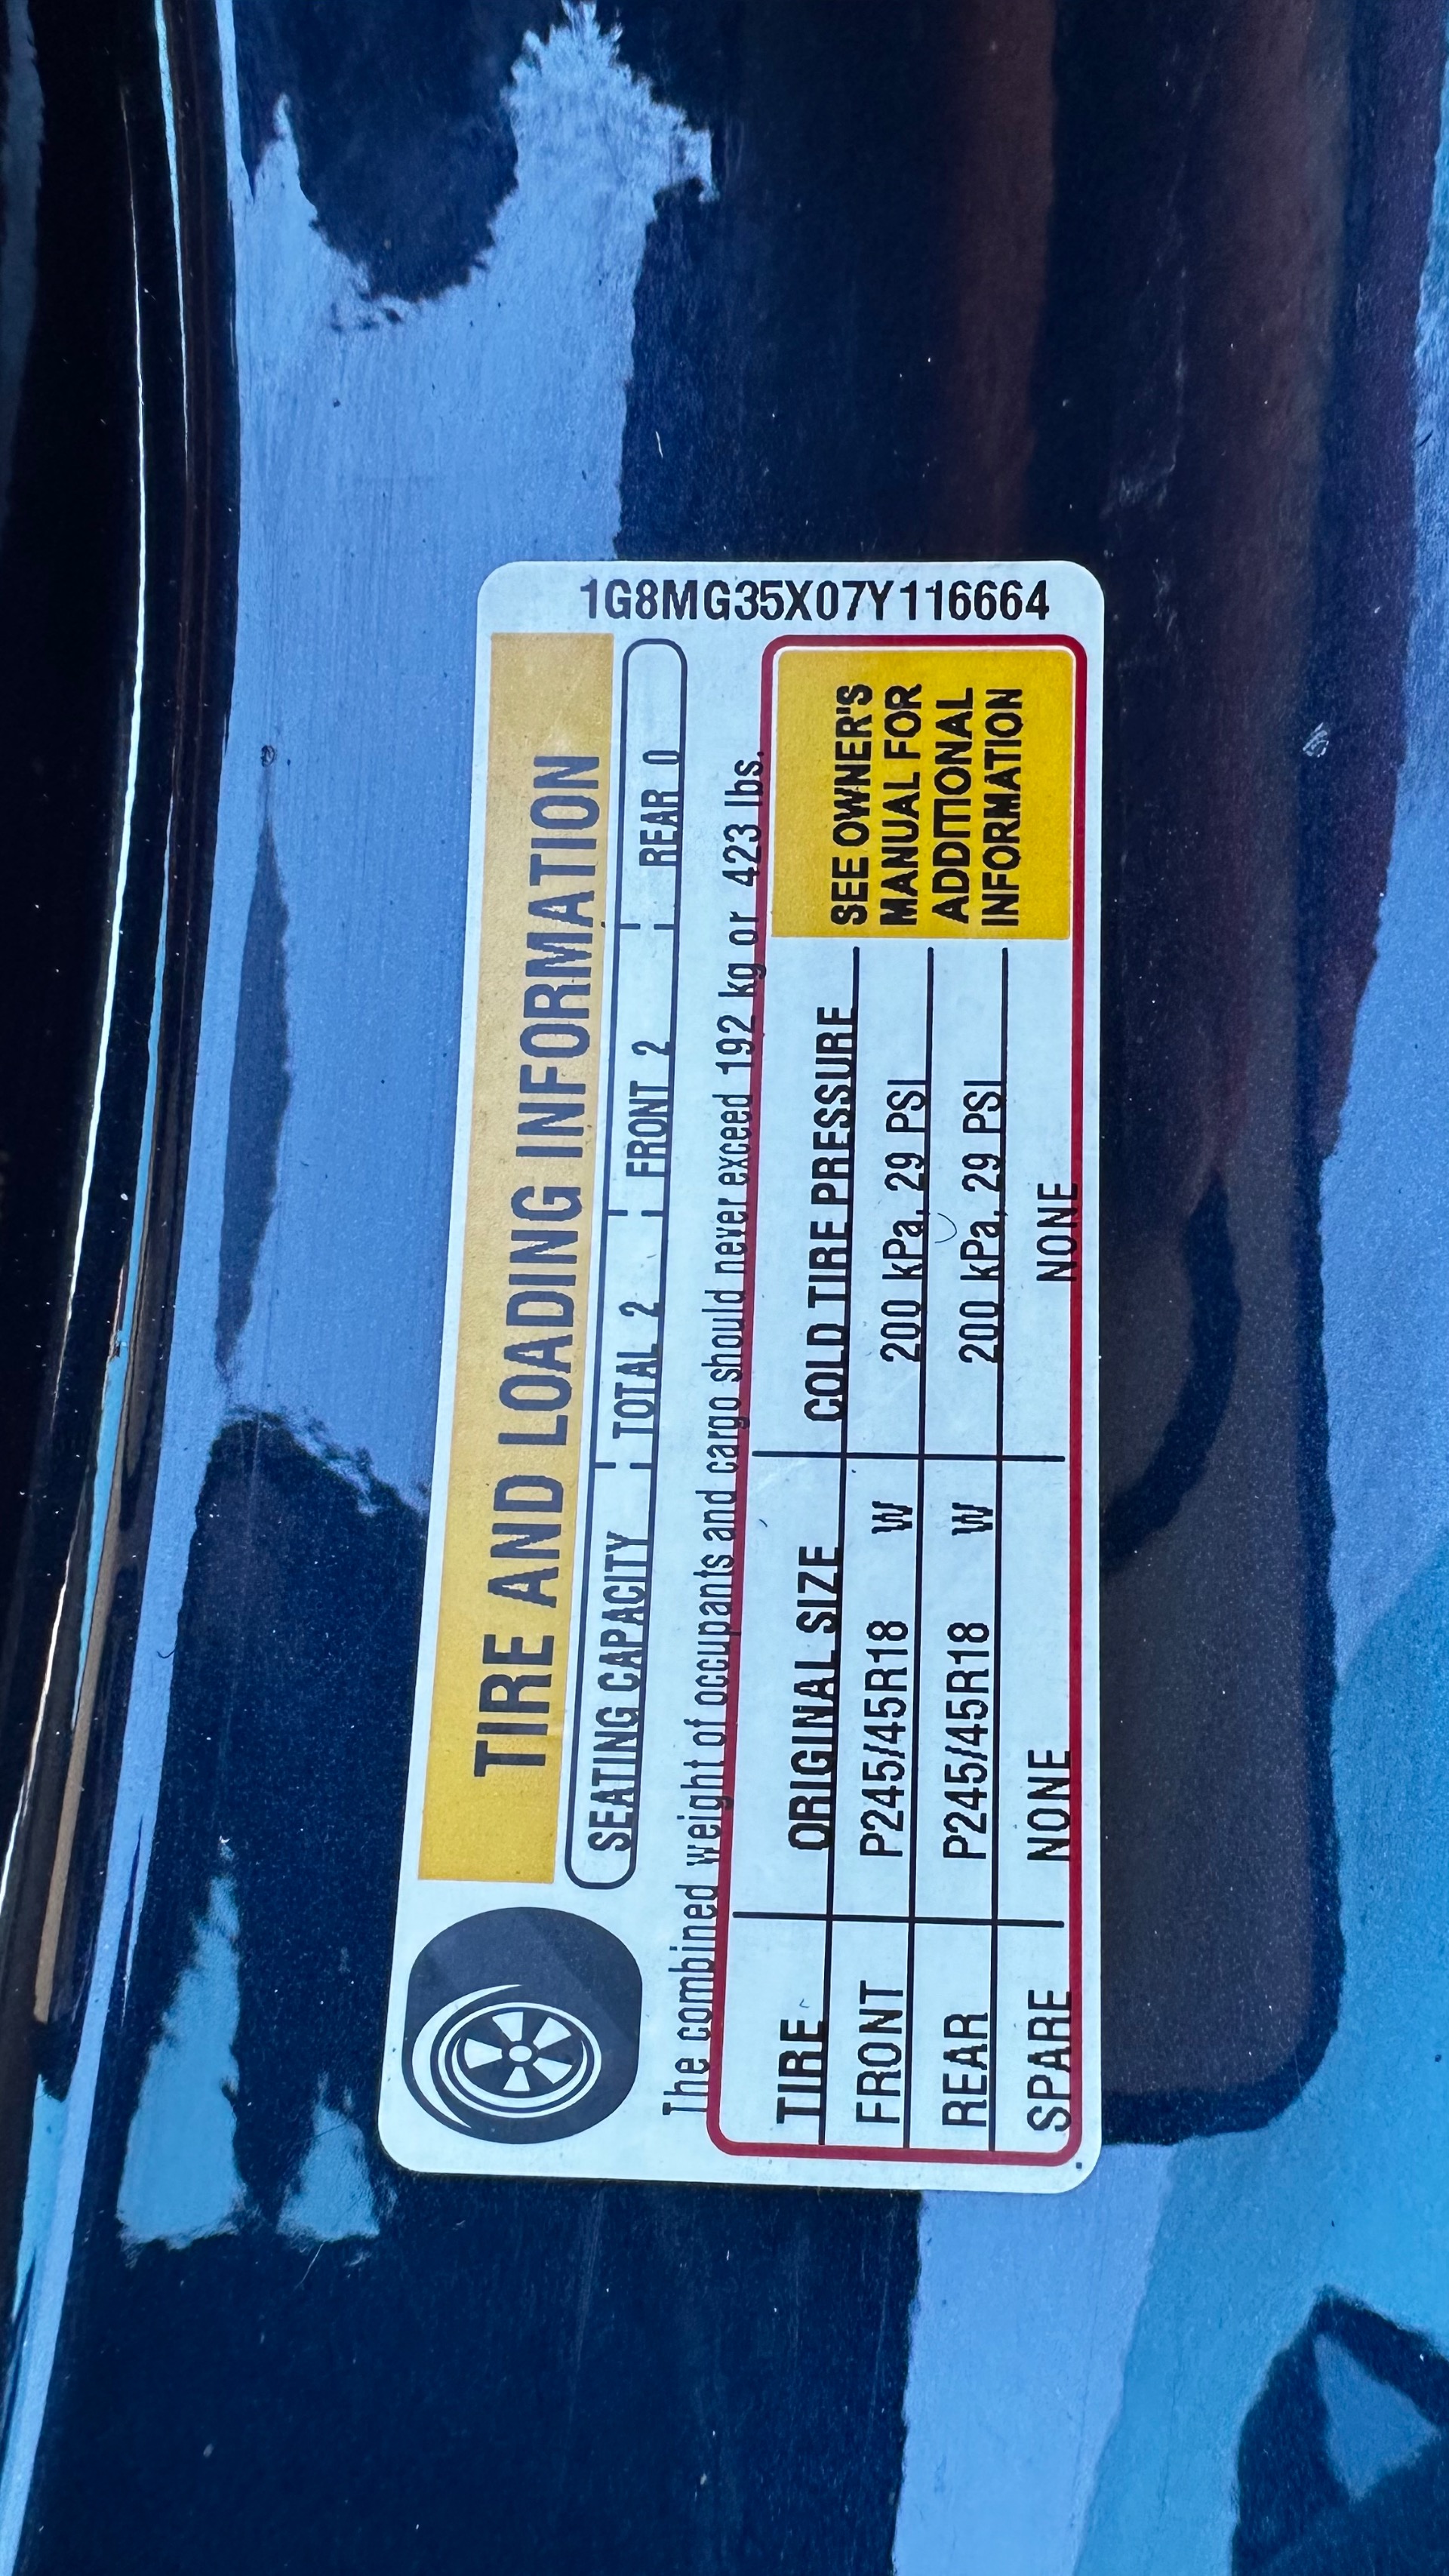 TIRE AND LOADING INFORMATION
SEATING CAPACITY TOTAL 2 FRONT 2 REAR 0
The combined weight of occupants and cargo should never exceed 192 kg or 423 lbs.
TIRE ORIGINAL SIZE COLD TIRE PRESSURE
FRONT P245/45R18 W 200 kPa, 29 PSI
REAR P245/45R18 W 200 kPa, 29 PSI
SPARE NONE NONE
SEE OWNER'S
MANUAL FOR
ADDITIONAL
INFORMATION
1G8MG35X07Y116664